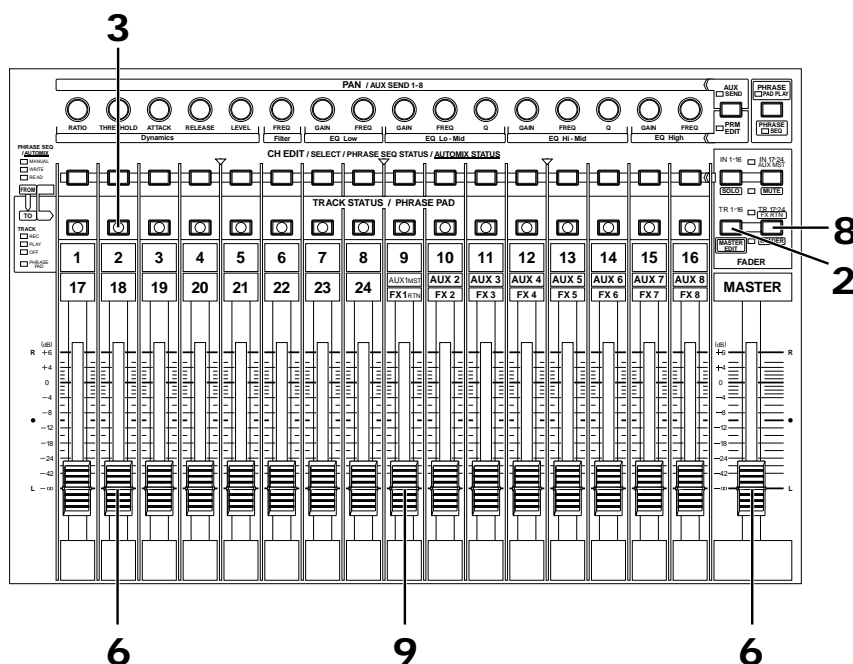 3
PAN / AUX SEND 1-8
AUX
SEND
PHRASE
PAD PLAY
RATIO THRESHOLD ATTACK RELEASE LEVEL FREQ GAIN FREQ GAIN FREQ Q GAIN FREQ Q GAIN FREQ
PRM
EDIT
PHRASE
SEQ
Dynamics Filter EQ Low EQ Lo-Mid EQ Hi-Mid EQ High
PHRASE SEQ
/AUTOMIX
MANUAL
WRITE
READ
FROM
TO
CH EDIT / SELECT / PHRASE SEQ STATUS / AUTOMIX STATUS
IN 1-16 IN 17-24
AUX MST
SOLO MUTE
TRACK STATUS / PHRASE PAD
TR 1-16 TR 17-24
FX RTN
TRACK
REC
PLAY
OFF
PHRASE
PAD
8
MASTER
EDIT
FADER
2
1 2 3 4 5 6 7 8 9 10 11 12 13 14 15 16
17 18 19 20 21 22 23 24 AUX1MST AUX 2 AUX 3 AUX 4 AUX 5 AUX 6 AUX 7 AUX 8 MASTER
FX1RTN FX 2 FX 3 FX 4 FX 5 FX 6 FX 7 FX 8
(dB) (dB)
R +6 +6 R
+4 +4
0 0
-4 -4
-8 -8
-12 -12
-18 -18
-24 -24
-42 -42
L -∞ -∞ L
6 9 6